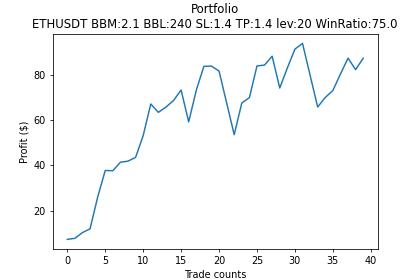 Portfolio
ETHUSDT BBM:2.1 BBL:240 SL:1.4 TP:1.4 lev:20 WinRatio:75.0
80
60
40
20
Profit ($)
0 5 10 15 20 25 30 35 40
Trade counts